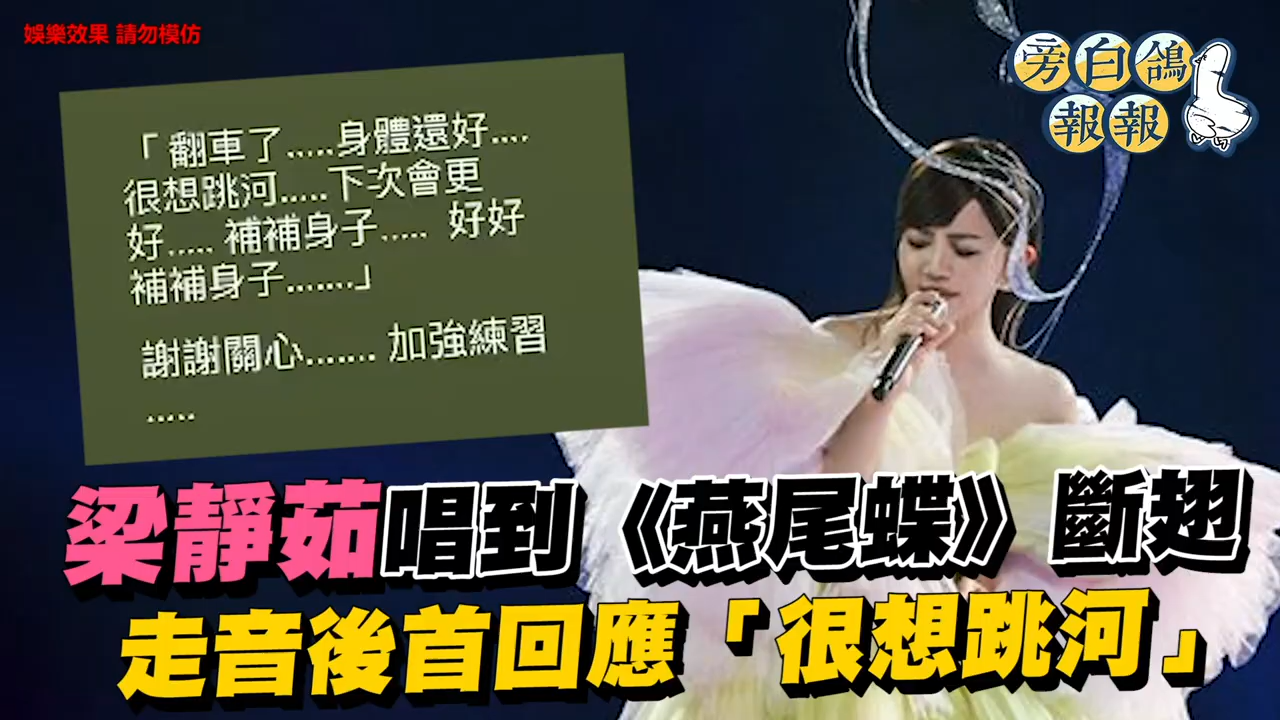 娛樂效果 請勿模仿
旁白鴿
報報
「 翻車了.....身體還好....
很想跳河.....下次會更
好..... 補補身子..... 好好
補補身子.......」
謝謝關心....... 加強練習
.....
梁靜茹唱到《燕尾蝶》斷翅
走音後首回應「很想跳河」